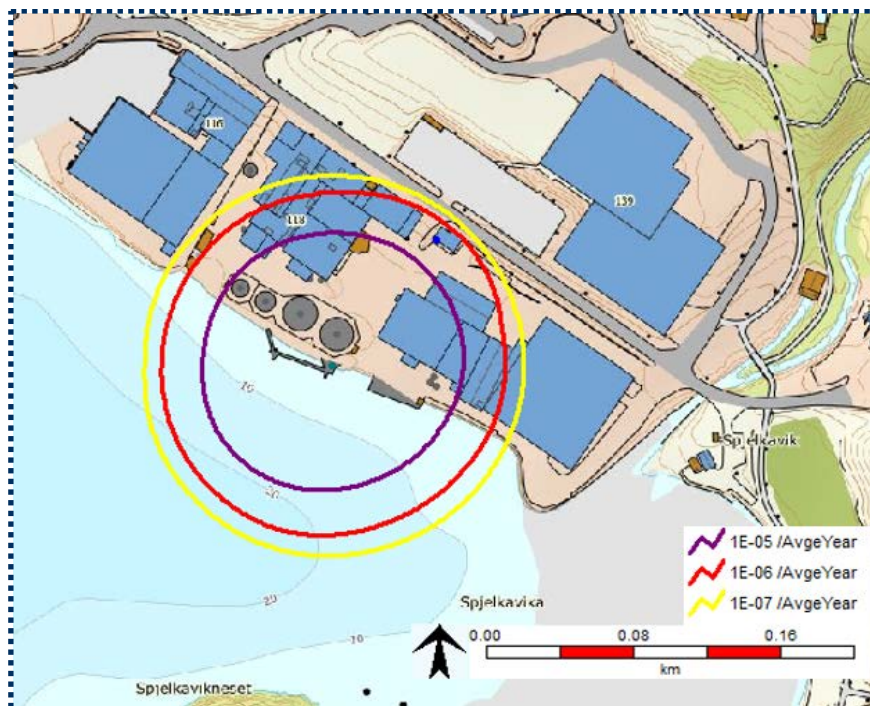 116
139
118
10
Spjelkavik
20
1E-05 /AvgeYear
1E-06 /AvgeYear
1E-07 /AvgeYear
20
Spjelkavika
10
0.00 0.08 0.16
km
Spjelkavikneset